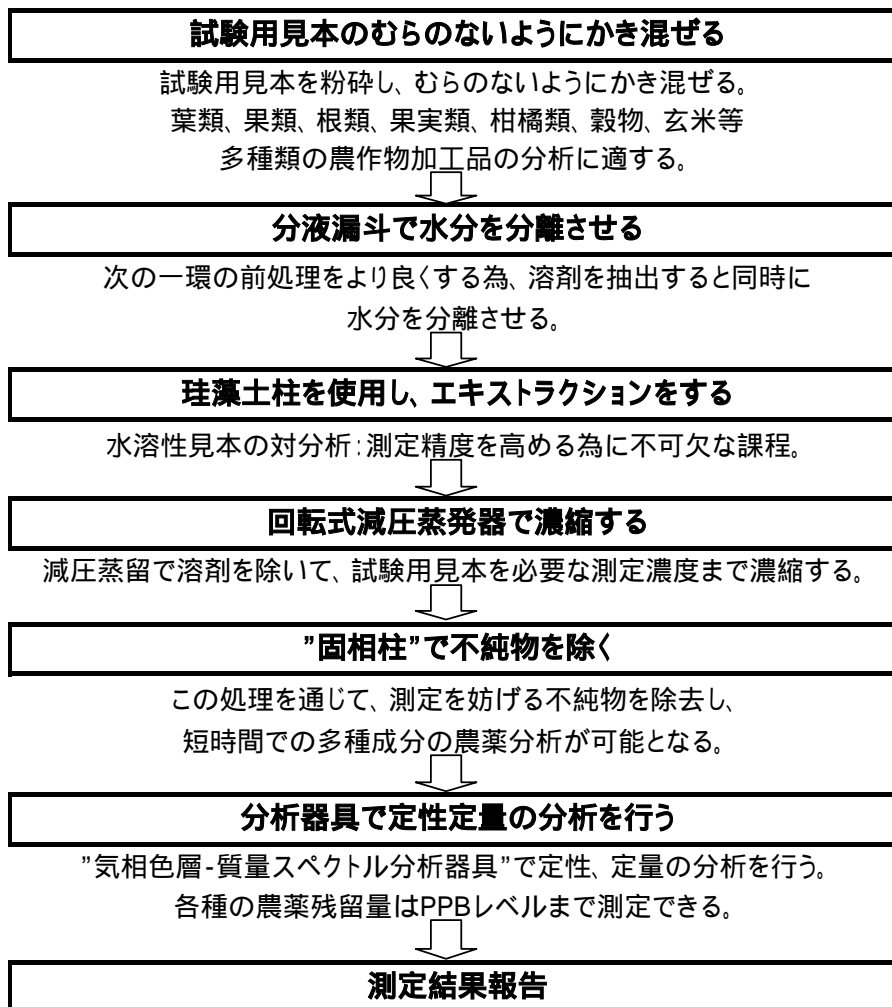 試験用見本のむらのないようにかき混ぜる
試験用見本を粉砕し、むらのないようにかき混ぜる。
葉類、果類、根類、果実類、柑橘類、穀物、玄米等
多種類の農作物加工品の分析に適する。
分液漏斗で水分を分離させる
次の一環の前処理をより良くする為、溶剤を抽出すると同時に
水分を分離させる。
珪藻土柱を使用し、エキストラクションをする
水溶性見本の対分析:測定精度を高める為に不可欠な課程。
回転式減圧蒸発器で濃縮する
減圧蒸留で溶剤を除いて、試験用見本を必要な測定濃度まで濃縮する。
”固相柱”で不純物を除く
この処理を通じて、測定を妨げる不純物を除去し、
短時間での多種成分の農薬分析が可能となる。
分析器具で定性定量の分析を行う
”気相色層-質量スペクトル分析器具”で定性、定量の分析を行う。
各種の農薬残留量はPPBレベルまで測定できる。
測定結果報告